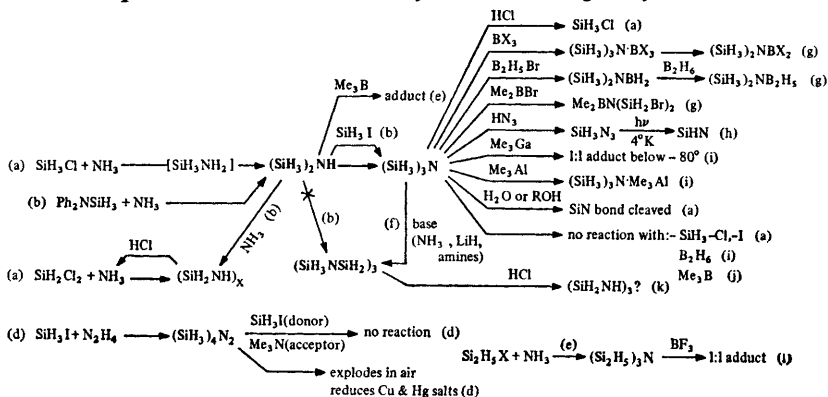 HCl
SiH₃Cl (a)
BX₃
(SiH₃)₃N·BX₃ (SiH₃)₂NBX₂ (g)
B₂H₅Br B₂H₆
(SiH₃)₂NBH₂ (SiH₃)₂NB₂H₅ (g)
Me₃B Me₂BBr
adduct (e) Me₂BN(SiH₂Br)₂ (g)
SiH₃I (b) HN₃ hν
SiH₃N₃ SiHN (h)
4°K
Me₃Ga
(a) SiH₃Cl + NH₃ [SiH₃NH₂] (SiH₃)₂NH (SiH₃)₃N 1:1 adduct below – 80° (i)
Me₃Al
(SiH₃)₃N·Me₃Al (i)
(b) Ph₂NSiH₃ + NH₃
H₂O or ROH
SiN bond cleaved (a)
NH₃ (b) (b) (f) base
(NH₃ , LiH,
amines)
no reaction with:– SiH₃–Cl,–I (a)
B₂H₆ (i)
Me₃B (j)
HCl
(SiH₃NSiH₂)₃
(a) SiH₂Cl₂ + NH₃ (SiH₂NH)ₓ
HCl
(SiH₂NH)₃? (k)
(d) SiH₃I + N₂H₄ (SiH₃)₄N₂ SiH₃I(donor)
Me₃N(acceptor) no reaction (d)
Si₂H₅X + NH₃ (e) (Si₂H₅)₃N BF₃ 1:1 adduct (l)
explodes in air
reduces Cu & Hg salts (d)